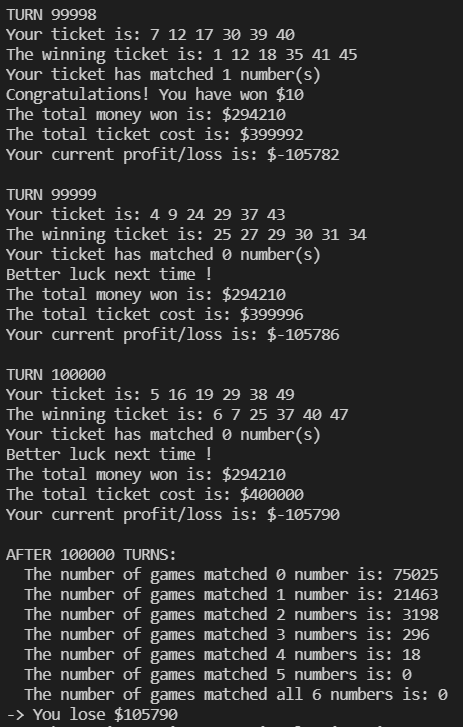 TURN 99998
Your ticket is: 7 12 17 30 39 40
The winning ticket is: 1 12 18 35 41 45
Your ticket has matched 1 number(s)
Congratulations! You have won $10
The total money won is: $294210
The total ticket cost is: $399992
Your current profit/loss is: $-105782
TURN 99999
Your ticket is: 4 9 24 29 37 43
The winning ticket is: 25 27 29 30 31 34
Your ticket has matched 0 number(s)
Better luck next time !
The total money won is: $294210
The total ticket cost is: $399996
Your current profit/loss is: $-105786
TURN 100000
Your ticket is: 5 16 19 29 38 49
The winning ticket is: 6 7 25 37 40 47
Your ticket has matched 0 number(s)
Better luck next time !
The total money won is: $294210
The total ticket cost is: $400000
Your current profit/loss is: $-105790
AFTER 100000 TURNS:
The number of games matched 0 number is: 75025
The number of games matched 1 number is: 21463
The number of games matched 2 numbers is: 3198
The number of games matched 3 numbers is: 296
The number of games matched 4 numbers is: 18
The number of games matched 5 numbers is: 0
The number of games matched all 6 numbers is: 0
-> You lose $105790